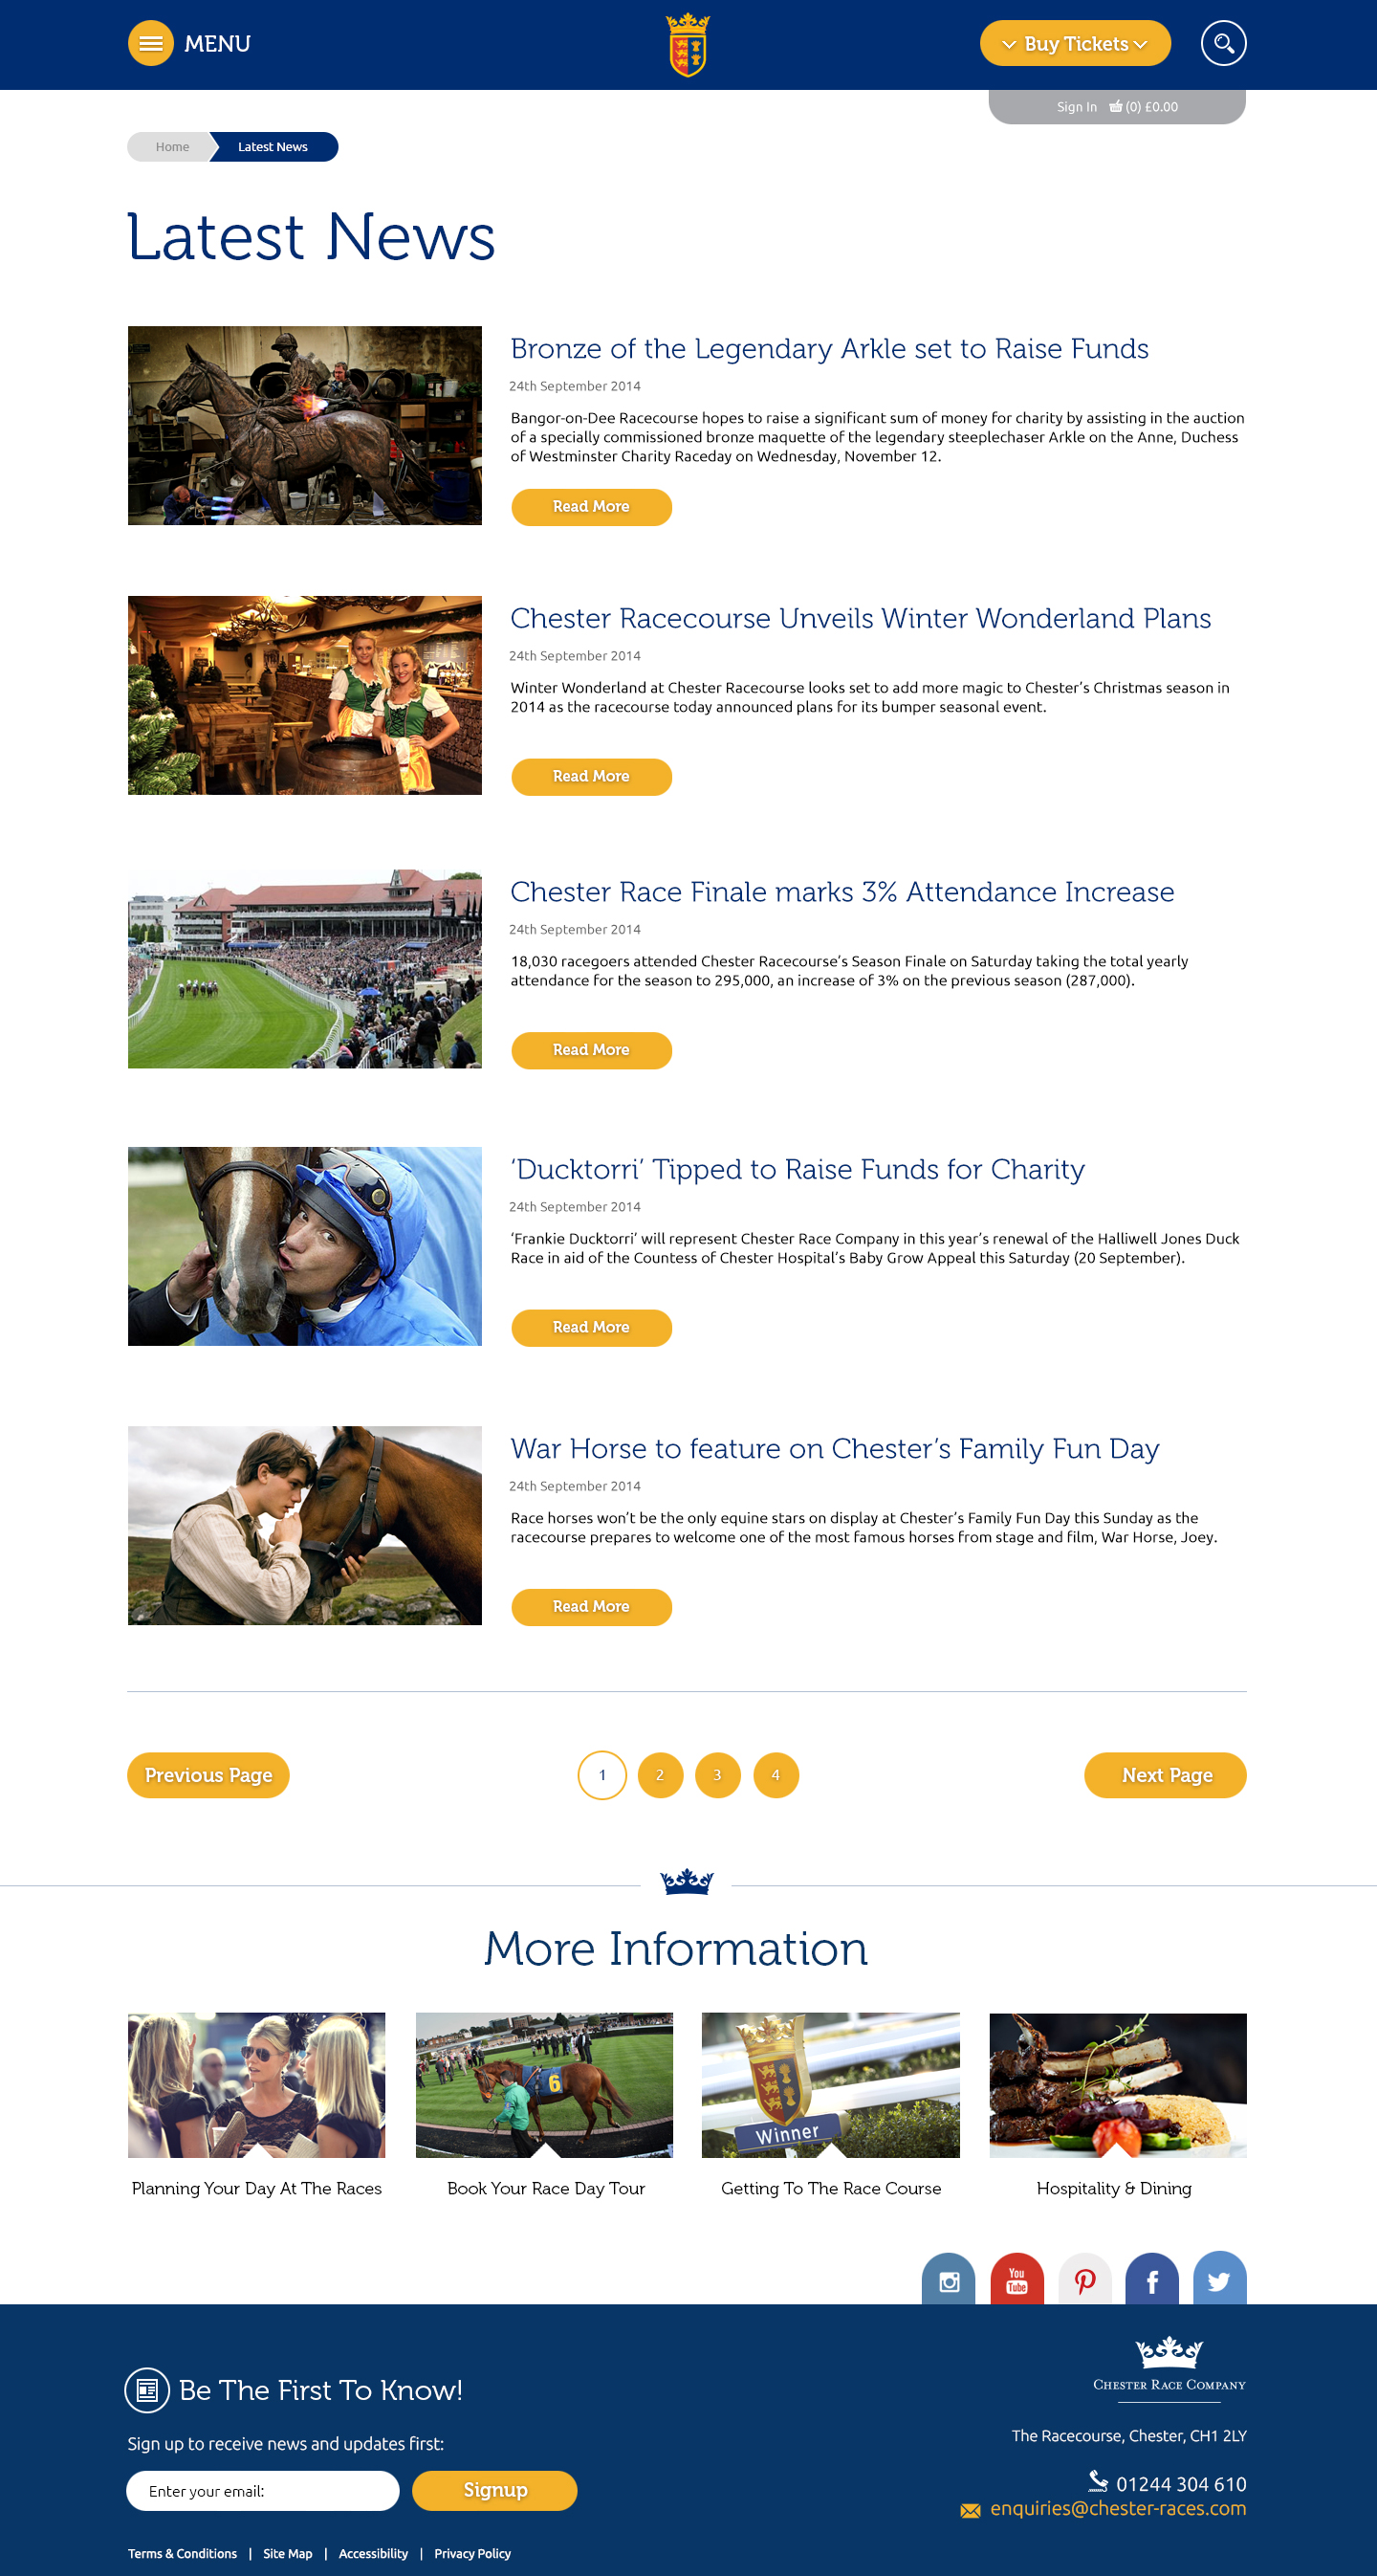 MENU
Buy Tickets
Sign In (0) £0.00
Home
Latest News
Latest News
Bronze of the Legendary Arkle set to Raise Funds
24th September 2014
Bangor-on-Dee Racecourse hopes to raise a significant sum of money for charity by assisting in the auction
of a specially commissioned bronze maquette of the legendary steeplechaser Arkle on the Anne, Duchess
of Westminster Charity Raceday on Wednesday, November 12.
Read More
Chester Racecourse Unveils Winter Wonderland Plans
24th September 2014
Winter Wonderland at Chester Racecourse looks set to add more magic to Chester’s Christmas season in
2014 as the racecourse today announced plans for its bumper seasonal event.
Read More
Chester Race Finale marks 3% Attendance Increase
24th September 2014
18,030 racegoers attended Chester Racecourse’s Season Finale on Saturday taking the total yearly
attendance for the season to 295,000, an increase of 3% on the previous season (287,000).
Read More
‘Ducktorri’ Tipped to Raise Funds for Charity
24th September 2014
‘Frankie Ducktorri’ will represent Chester Race Company in this year’s renewal of the Halliwell Jones Duck
Race in aid of the Countess of Chester Hospital’s Baby Grow Appeal this Saturday (20 September).
Read More
War Horse to feature on Chester’s Family Fun Day
24th September 2014
Race horses won’t be the only equine stars on display at Chester’s Family Fun Day this Sunday as the
racecourse prepares to welcome one of the most famous horses from stage and film, War Horse, Joey.
Read More
Previous Page
1 2 3 4
Next Page
More Information
6
Winner
Planning Your Day At The Races
Book Your Race Day Tour
Getting To The Race Course
Hospitality & Dining
You
Tube
Be The First To Know!
Sign up to receive news and updates first:
Enter your email:
Signup
Terms & Conditions | Site Map | Accessibility | Privacy Policy
Chester Race Company
The Racecourse, Chester, CH1 2LY
01244 304 610
enquiries@chester-races.com